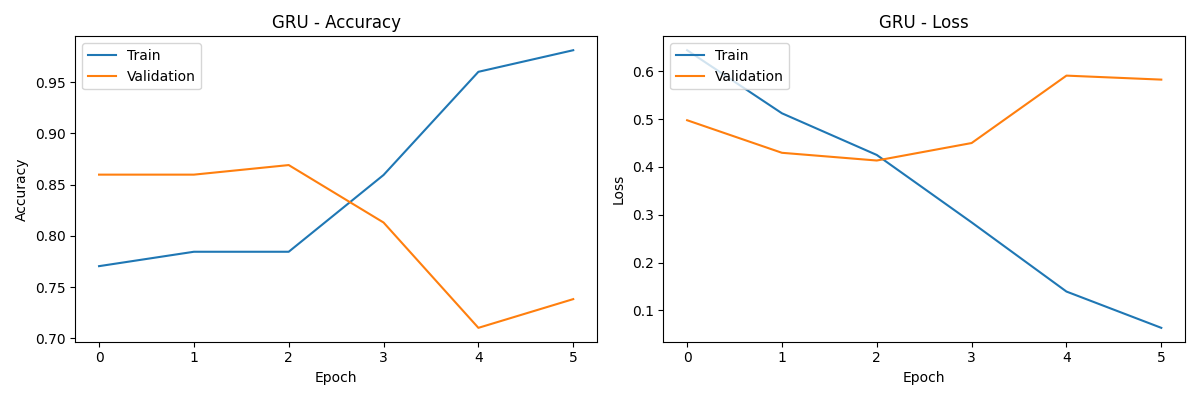 GRU - Accuracy
Train
Validation
0.95
0.90
0.85
0.80
0.75
0.70
Accuracy
0 1 2 3 4 5
Epoch
GRU - Loss
Train
Validation
0.6
0.5
0.4
0.3
0.2
0.1
Loss
0 1 2 3 4 5
Epoch